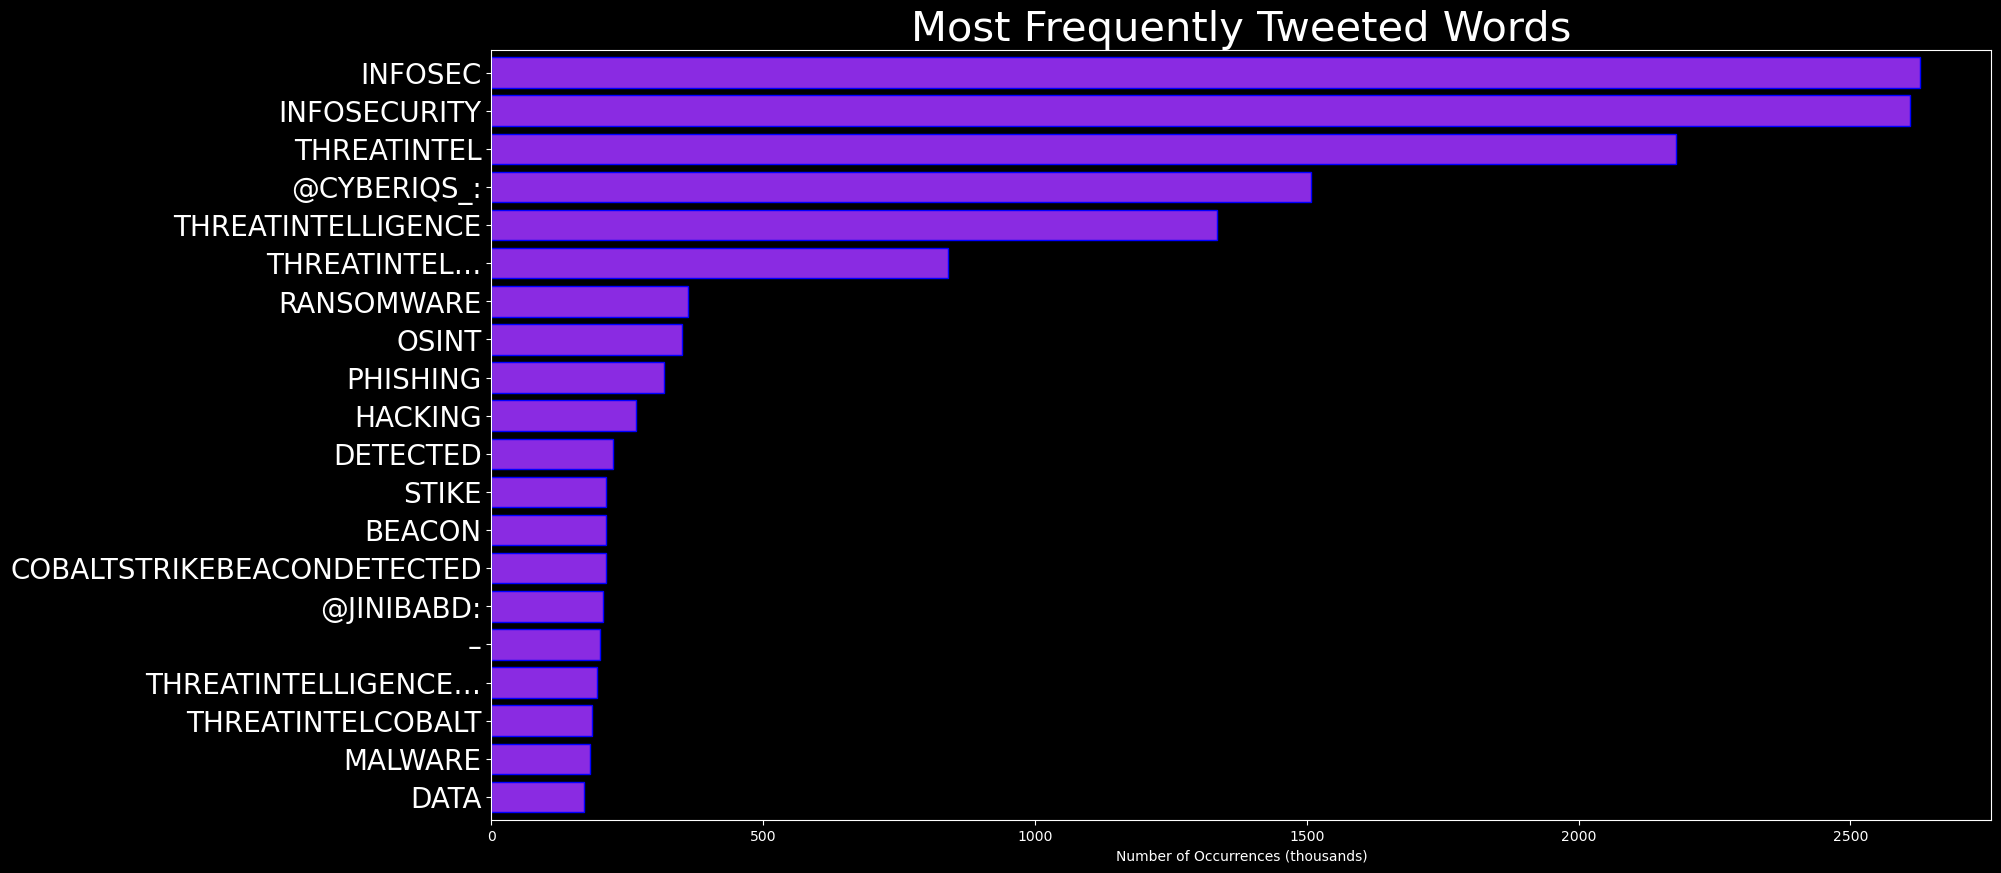 Most Frequently Tweeted Words
INFOSEC
INFOSECURITY
THREATINTEL
@CYBERIQS_:
THREATINTELLIGENCE
THREATINTEL…
RANSOMWARE
OSINT
PHISHING
HACKING
DETECTED
STIKE
BEACON
COBALTSTRIKEBEACONDETECTED
@JINIBABD:
–
THREATINTELLIGENCE…
THREATINTELCOBALT
MALWARE
DATA
0 500 1000 1500 2000 2500
Number of Occurrences (thousands)